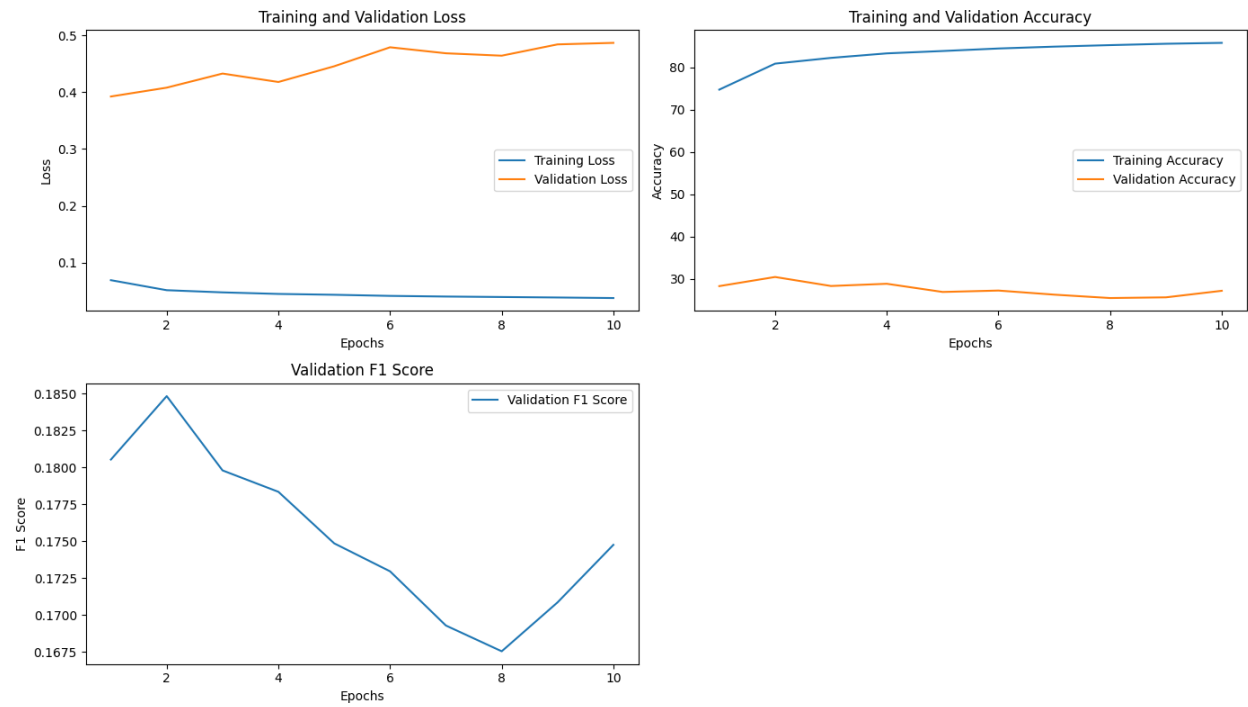 Training and Validation Loss
0.5
0.4
0.3
0.2
0.1
Loss
Training Loss
Validation Loss
2
4
6
8
10
Epochs
Training and Validation Accuracy
80
70
60
50
40
30
Accuracy
Training Accuracy
Validation Accuracy
2
4
6
8
10
Epochs
Validation F1 Score
0.1850
0.1825
0.1800
0.1775
0.1750
0.1725
0.1700
0.1675
F1 Score
Validation F1 Score
2
4
6
8
10
Epochs